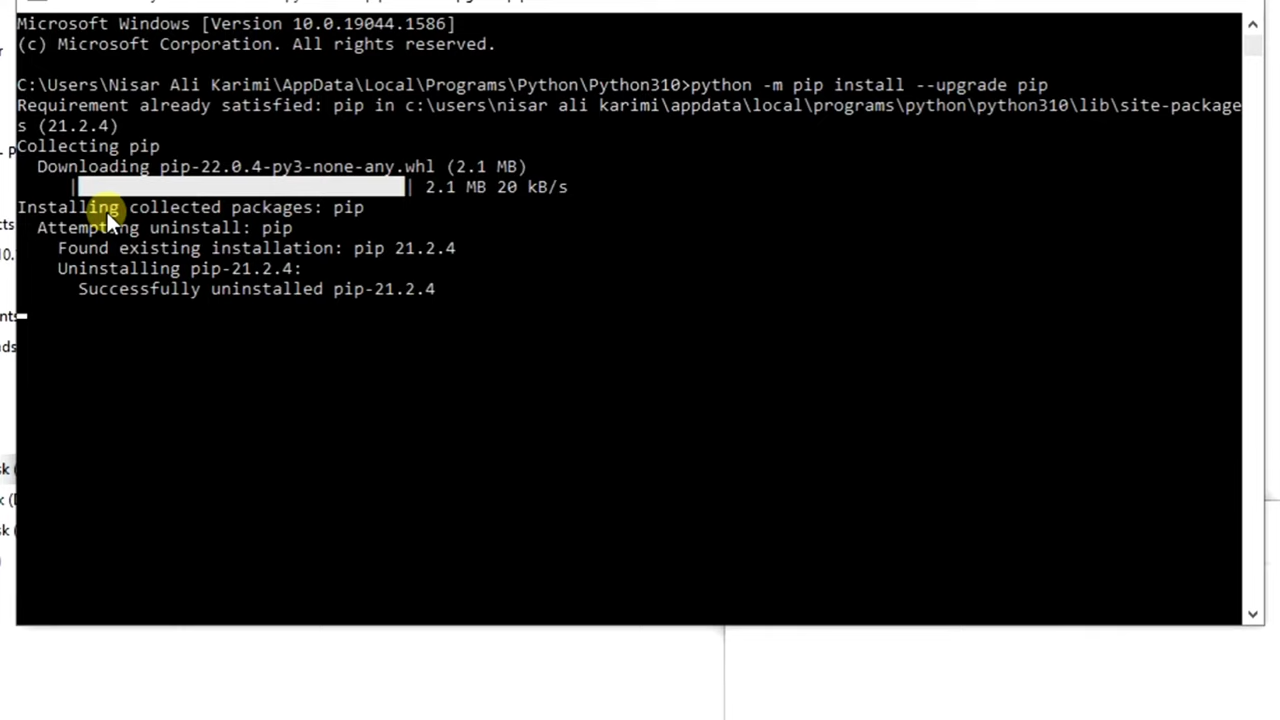 Microsoft Windows [Version 10.0.19044.1586]
(c) Microsoft Corporation. All rights reserved.
C:\Users\Nisar Ali Karimi\AppData\Local\Programs\Python\Python310>python -m pip install --upgrade pip
Requirement already satisfied: pip in c:\users\nisar ali karimi\appdata\local\programs\python\python310\lib\site-package
s (21.2.4)
Collecting pip
Downloading pip-22.0.4-py3-none-any.whl (2.1 MB)
| | 2.1 MB 20 kB/s
Installing collected packages: pip
Attempting uninstall: pip
Found existing installation: pip 21.2.4
Uninstalling pip-21.2.4:
Successfully uninstalled pip-21.2.4